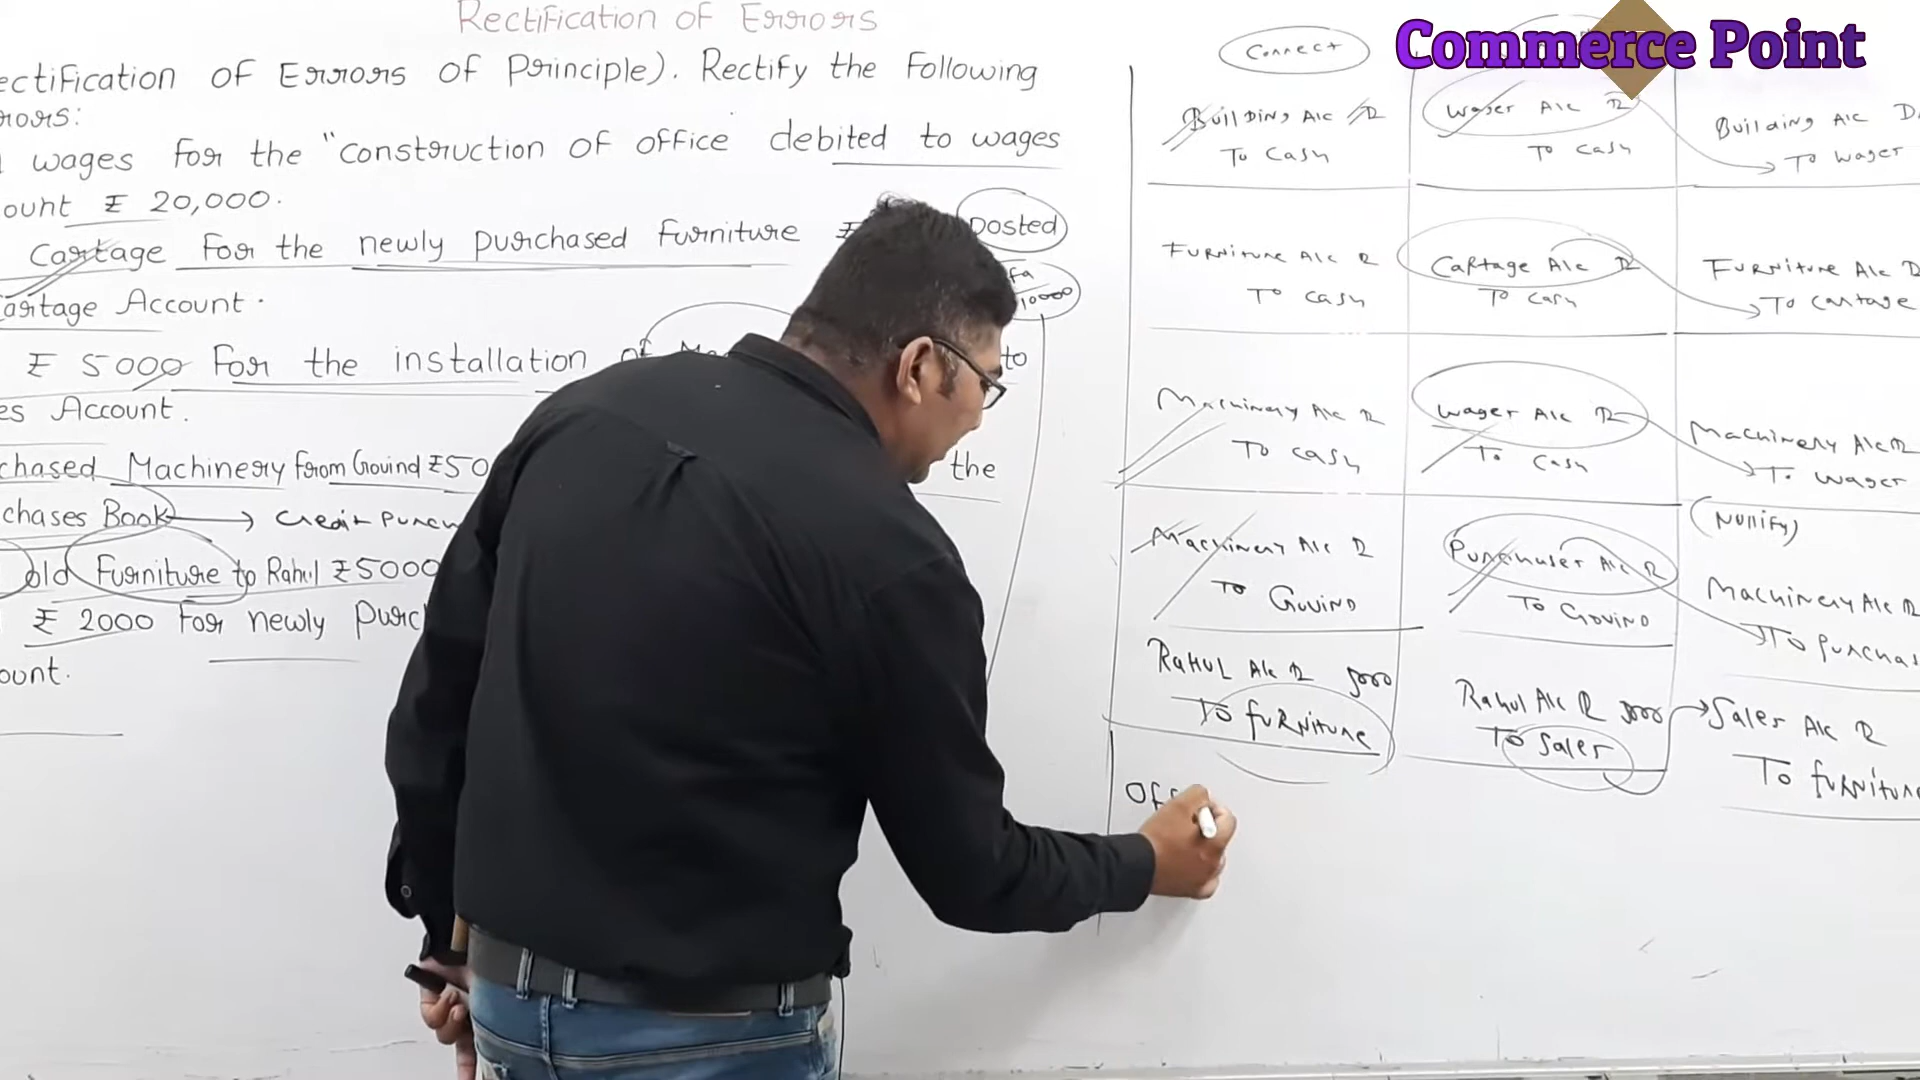 Rectification of Errors
Commerce Point
ectification of Errors of Principle). Rectify the Following
rors:
wages for the "construction of office" debited to wages
ount ₹ 20,000.
Cartage For the newly purchased Furniture ₹ posted
10000
artage Account.
₹ 5000 For the installation of to
es Account.
chased Machinery from Govind ₹50 the
chases Book → Credit Purch
old Furniture to Rahul ₹5000
₹ 2000 For newly purc
ount.
Connect
Building A/c Dr
To Cash
Wages A/c Dr
To Cash
Building A/c D
To Wages
Furniture A/c Dr
To Cash
Cartage A/c Dr
To Cash
Furniture A/c D
To Cartage
Machinery A/c Dr
To Cash
Wages A/c Dr
To Cash
Machinery A/c Dr
To Wages
(Nullify)
Machinery A/c Dr
To Govind
Purchases A/c Dr
To Govind
Machinery A/c Dr
To Purchas
Rahul A/c Dr 5000
To Furniture
Rahul A/c Dr 5000
To Sales
Sales A/c Dr
To Furniture
Off